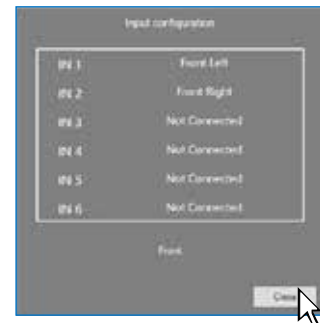 Input configuration
IN 1 Front Left
IN 2 Front Right
IN 3 Not Connected
IN 4 Not Connected
IN 5 Not Connected
IN 6 Not Connected
Front